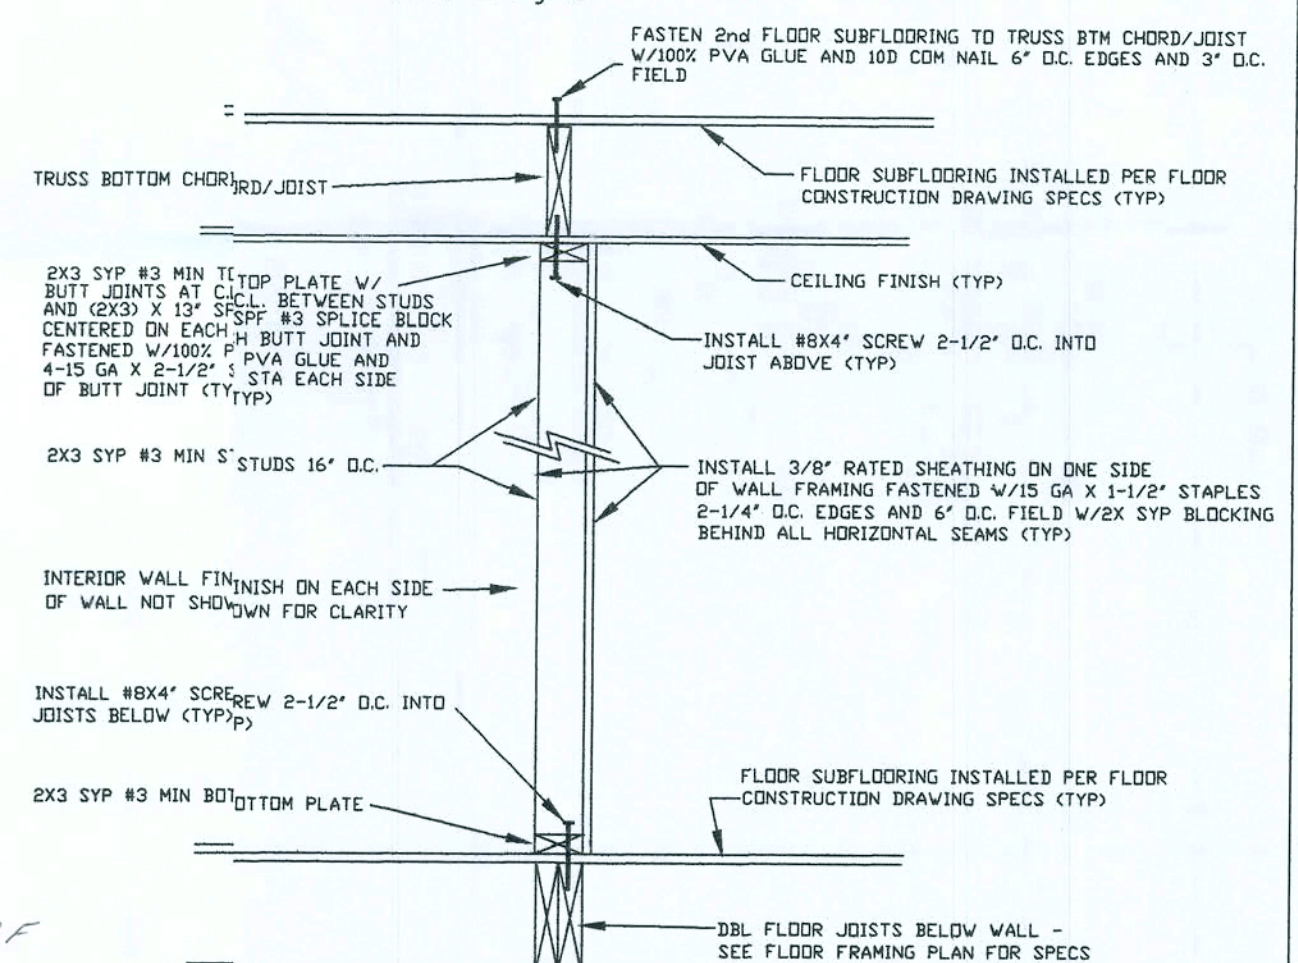 FASTEN 2nd FLOOR SUBFLOORING TO TRUSS BTM CHORD/JOIST
W/100% PVA GLUE AND 10D COM NAIL 6" O.C. EDGES AND 3" O.C.
FIELD
TRUSS BOTTOM CHORD/JOIST
FLOOR SUBFLOORING INSTALLED PER FLOOR
CONSTRUCTION DRAWING SPECS (TYP)
2X3 SYP #3 MIN TOP PLATE W/
BUTT JOINTS AT C.L. BETWEEN STUDS
AND (2X3) X 13" SPF #3 SPLICE BLOCK
CENTERED ON EACH BUTT JOINT AND
FASTENED W/100% PVA GLUE AND
4-15 GA X 2-1/2" STA EACH SIDE
OF BUTT JOINT (TYP)
CEILING FINISH (TYP)
INSTALL #8X4" SCREW 2-1/2" O.C. INTO
JOIST ABOVE (TYP)
2X3 SYP #3 MIN STUDS 16" O.C.
INSTALL 3/8" RATED SHEATHING ON ONE SIDE
OF WALL FRAMING FASTENED W/15 GA X 1-1/2" STAPLES
2-1/4" O.C. EDGES AND 6" O.C. FIELD W/2X SYP BLOCKING
BEHIND ALL HORIZONTAL SEAMS (TYP)
INTERIOR WALL FINISH ON EACH SIDE
OF WALL NOT SHOWN FOR CLARITY
INSTALL #8X4" SCREW 2-1/2" O.C. INTO
JOISTS BELOW (TYP)
2X3 SYP #3 MIN BOTTOM PLATE
FLOOR SUBFLOORING INSTALLED PER FLOOR
CONSTRUCTION DRAWING SPECS (TYP)
DBL FLOOR JOISTS BELOW WALL -
SEE FLOOR FRAMING PLAN FOR SPECS